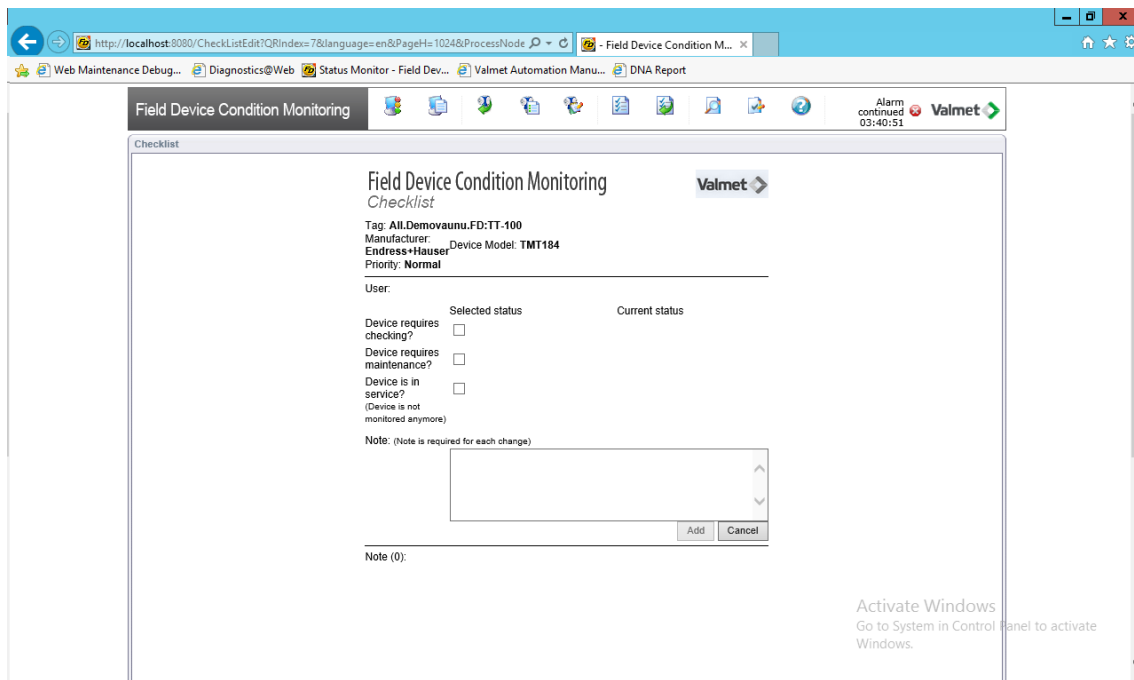 http://localhost:8080/CheckListEdit?QRIndex=7&language=en&PageH=1024&ProcessNode
- Field Device Condition M...
Web Maintenance Debug... Diagnostics@Web Status Monitor - Field Dev... Valmet Automation Manu... DNA Report
Field Device Condition Monitoring
Alarm
continued
03:40:51
Valmet
Checklist
Field Device Condition Monitoring
Valmet
Checklist
Tag: All.Demovaunu.FD:TT-100
Manufacturer:
Endress+Hauser Device Model: TMT184
Priority: Normal
User:
Selected status Current status
Device requires
checking?
Device requires
maintenance?
Device is in
service?
(Device is not
monitored anymore)
Note: (Note is required for each change)
Add Cancel
Note (0):
Activate Windows
Go to System in Control Panel to activate
Windows.